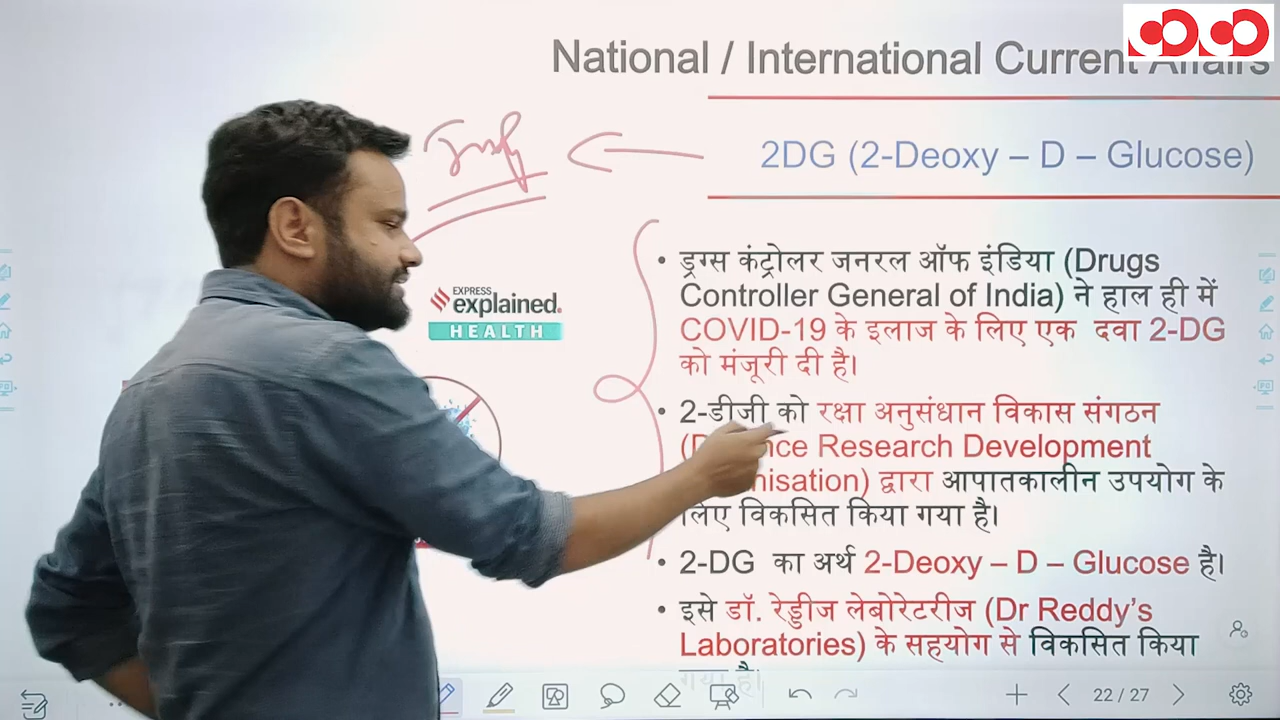 National / International Current Affairs
2DG (2-Deoxy – D – Glucose)
Imp
EXPRESS
explained.
HEALTH
• ड्रग्स कंट्रोलर जनरल ऑफ इंडिया (Drugs
Controller General of India) ने हाल ही में
COVID-19 के इलाज के लिए एक दवा 2-DG
को मंजूरी दी है।
• 2-डीजी को रक्षा अनुसंधान विकास संगठन
Research Development
द्वारा आपातकालीन उपयोग के
लिए विकसित किया गया है।
• 2-DG का अर्थ 2-Deoxy – D – Glucose है।
• इसे डॉ. रेड्डीज लेबोरेटरीज (Dr Reddy's
Laboratories) के सहयोग से विकसित किया
गया है।
22 / 27